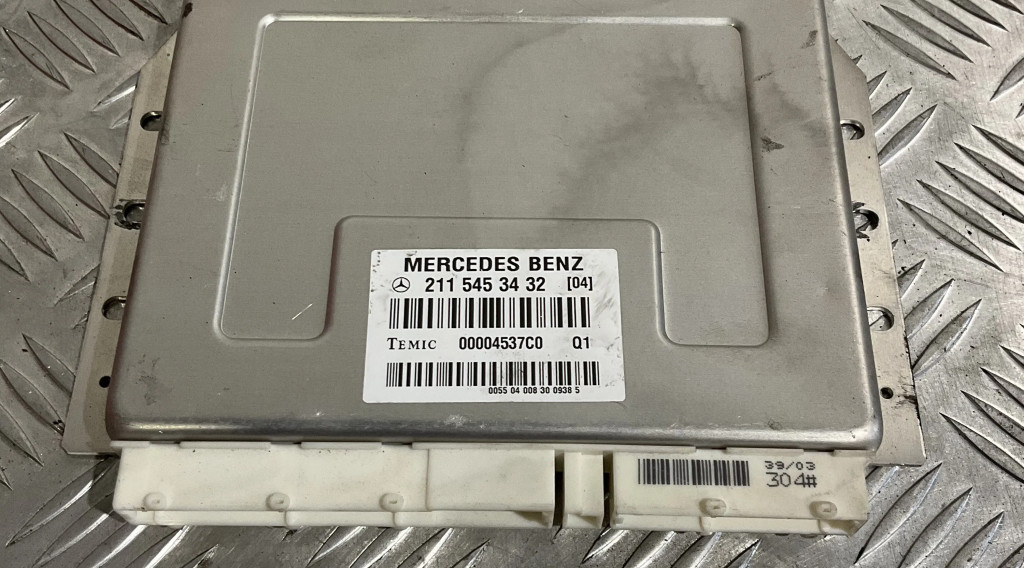 MERCEDES BENZ
211 545 34 32 [04]
TEMIC 00004537C0 Q1
0055 04 008 30 0938 5
39/03
304#